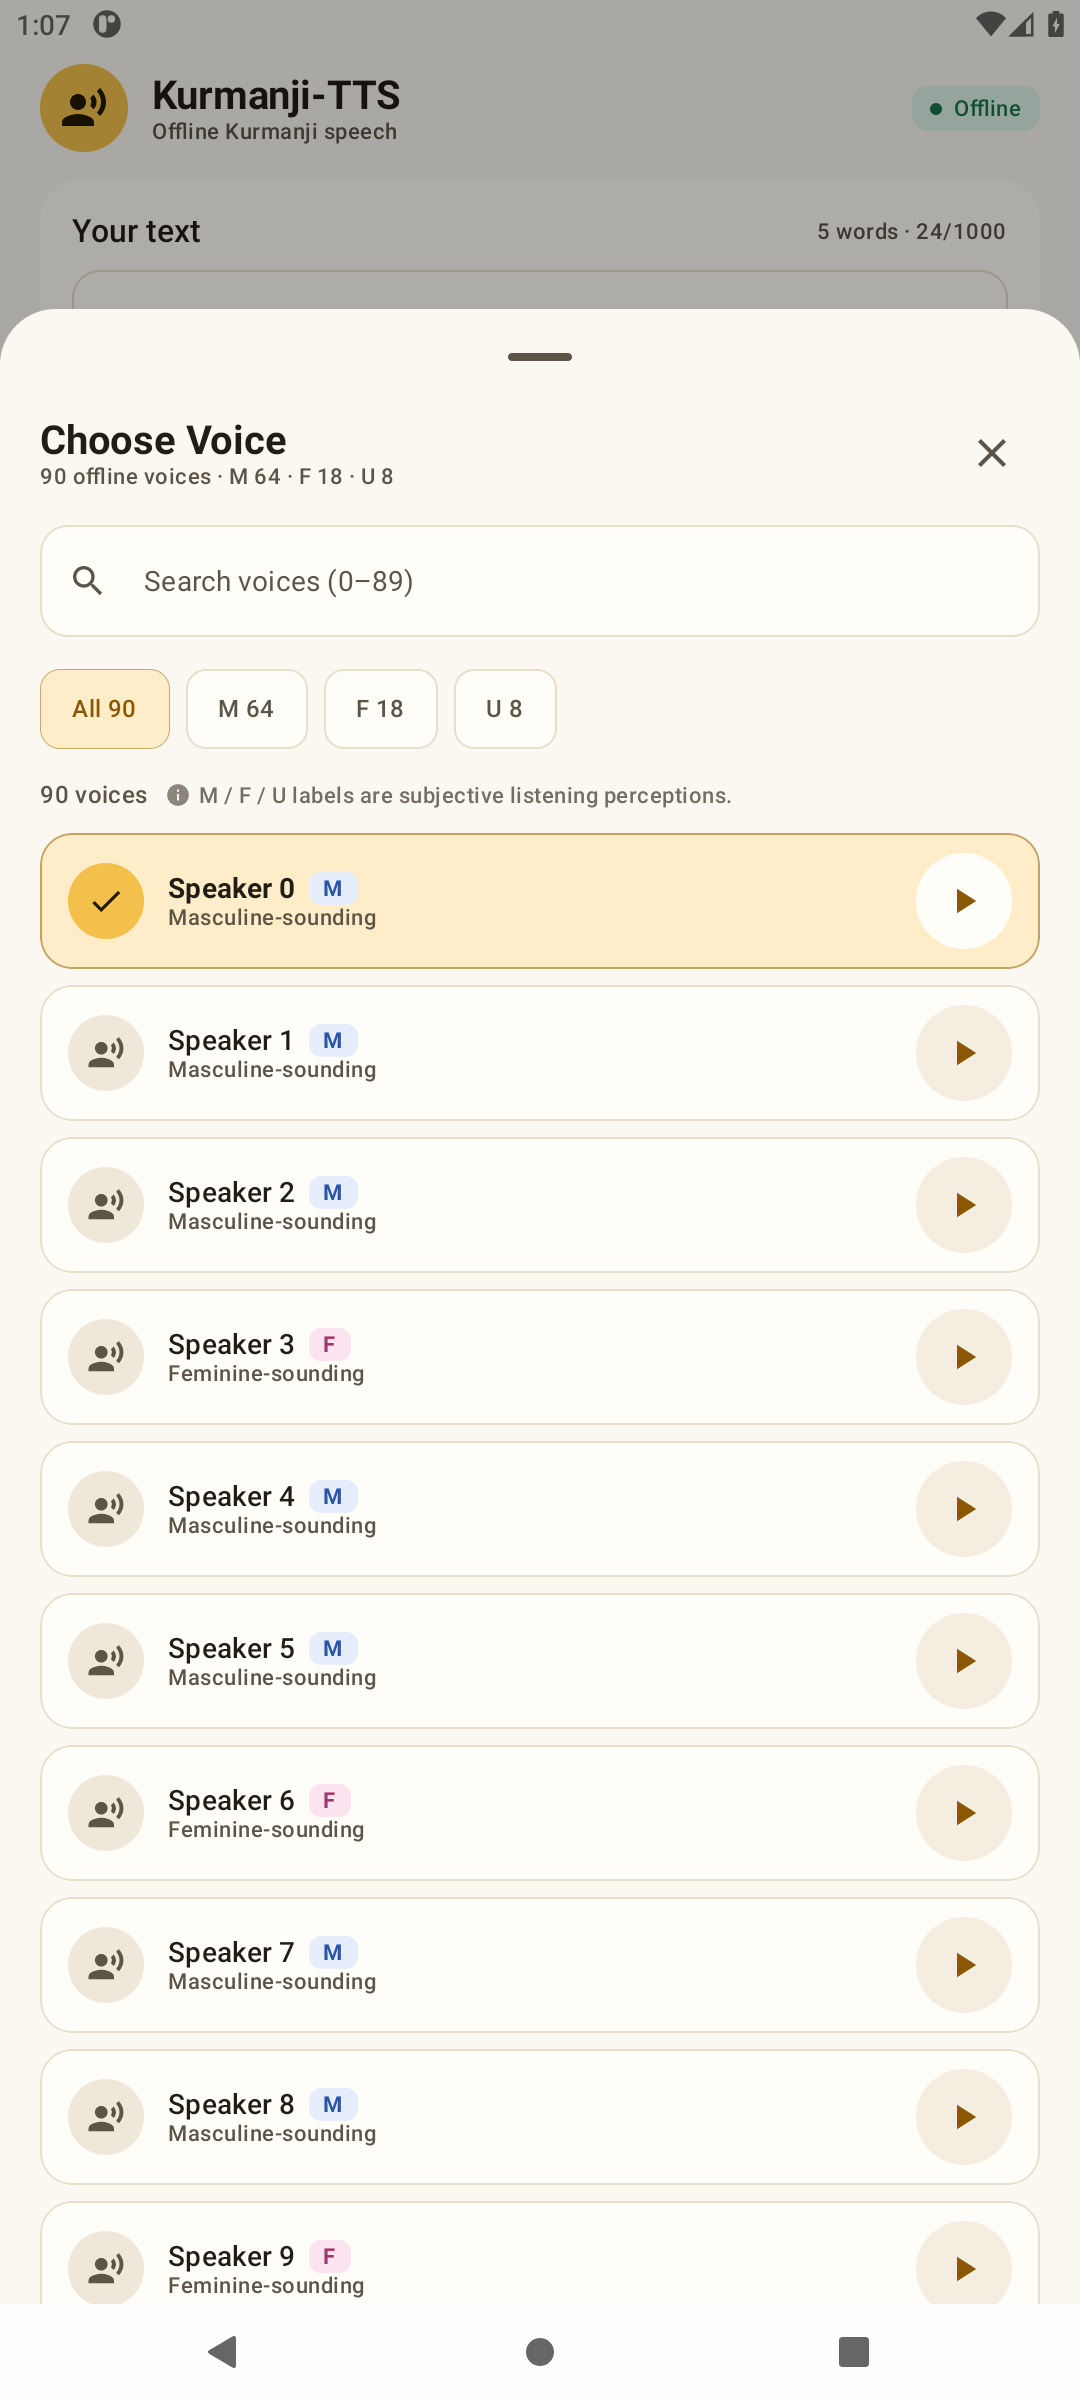 1:07
Kurmanji-TTS
Offline Kurmanji speech
Offline
Your text
5 words · 24/1000
Choose Voice
90 offline voices · M 64 · F 18 · U 8
Search voices (0–89)
All 90
M 64
F 18
U 8
90 voices
M / F / U labels are subjective listening perceptions.
Speaker 0 M
Masculine-sounding
Speaker 1 M
Masculine-sounding
Speaker 2 M
Masculine-sounding
Speaker 3 F
Feminine-sounding
Speaker 4 M
Masculine-sounding
Speaker 5 M
Masculine-sounding
Speaker 6 F
Feminine-sounding
Speaker 7 M
Masculine-sounding
Speaker 8 M
Masculine-sounding
Speaker 9 F
Feminine-sounding